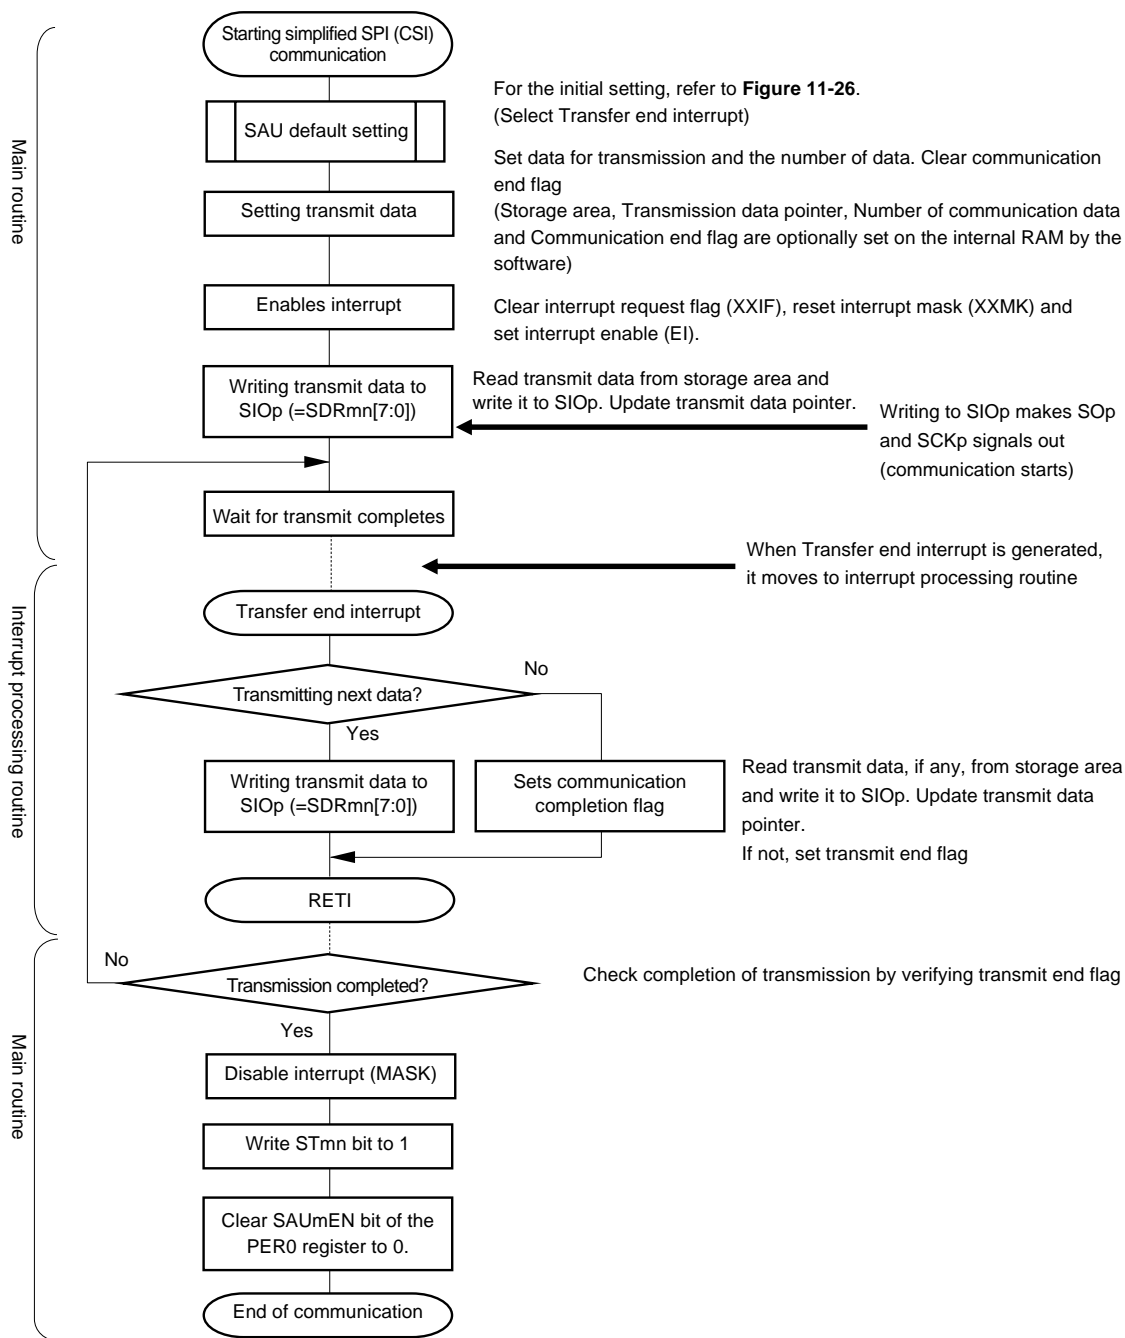 Starting simplified SPI (CSI)
communication
For the initial setting, refer to Figure 11-26.
(Select Transfer end interrupt)
SAU default setting
Set data for transmission and the number of data. Clear communication
end flag
(Storage area, Transmission data pointer, Number of communication data
and Communication end flag are optionally set on the internal RAM by the
software)
Setting transmit data
Main routine
Enables interrupt
Clear interrupt request flag (XXIF), reset interrupt mask (XXMK) and
set interrupt enable (EI).
Writing transmit data to
SIOp (=SDRmn[7:0])
Read transmit data from storage area and
write it to SIOp. Update transmit data pointer.
Writing to SIOp makes SOp
and SCKp signals out
(communication starts)
Wait for transmit completes
When Transfer end interrupt is generated,
it moves to interrupt processing routine
Transfer end interrupt
Interrupt processing routine
No
Transmitting next data?
Yes
Writing transmit data to
SIOp (=SDRmn[7:0])
Sets communication
completion flag
Read transmit data, if any, from storage area
and write it to SIOp. Update transmit data
pointer.
If not, set transmit end flag
RETI
No
Transmission completed?
Check completion of transmission by verifying transmit end flag
Yes
Main routine
Disable interrupt (MASK)
Write STmn bit to 1
Clear SAUmEN bit of the
PER0 register to 0.
End of communication